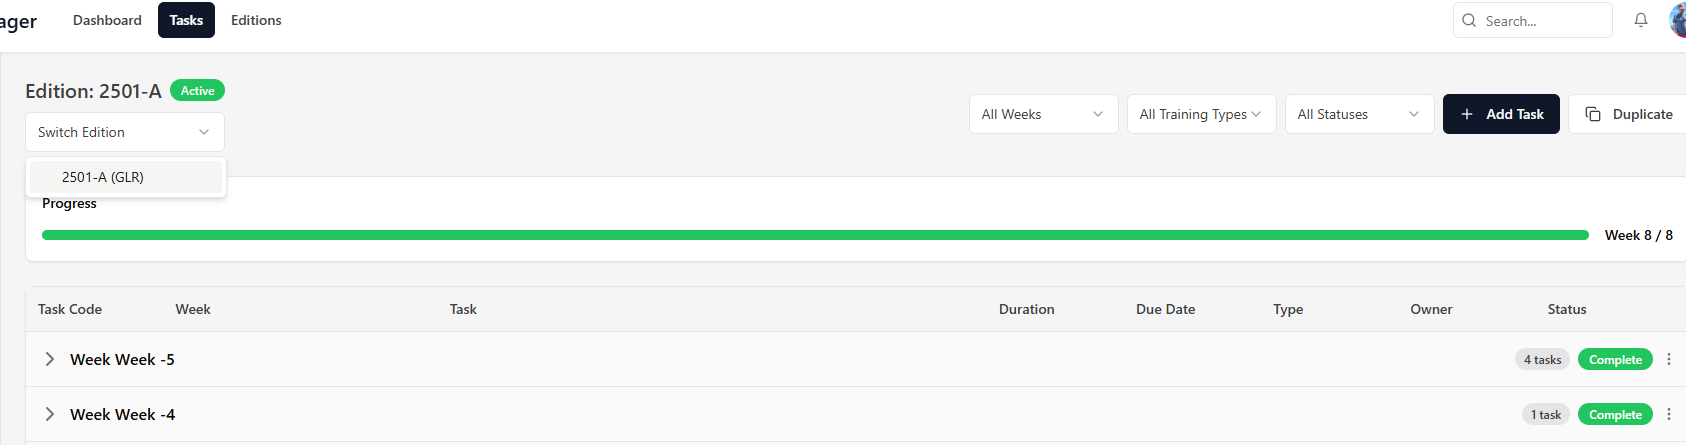 ager Dashboard Tasks Editions Search...
Edition: 2501-A Active
Switch Edition All Weeks All Training Types All Statuses Add Task Duplicate
2501-A (GLR)
Progress
Week 8 / 8
Task Code Week Task Duration Due Date Type Owner Status
Week Week -5 4 tasks Complete
Week Week -4 1 task Complete